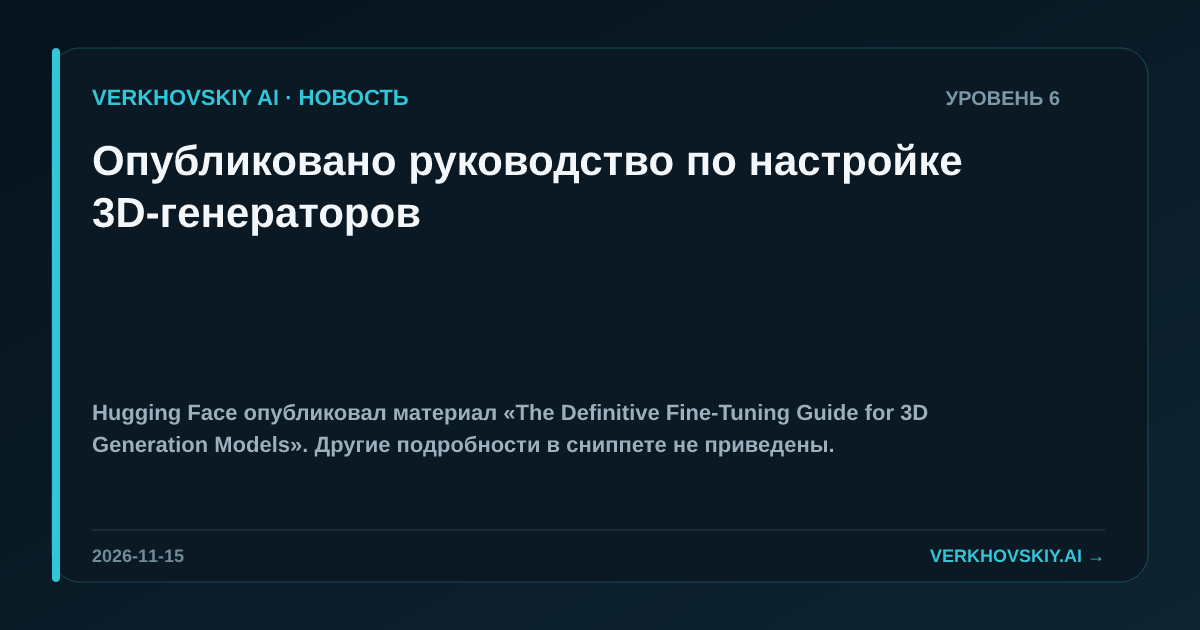 VERKHOVSKIY AI · НОВОСТЬ
УРОВЕНЬ 6
Опубликовано руководство по настройке
3D-генераторов
Hugging Face опубликовал материал «The Definitive Fine-Tuning Guide for 3D
Generation Models». Другие подробности в сниппете не приведены.
2026-11-15
VERKHOVSKIY.AI →